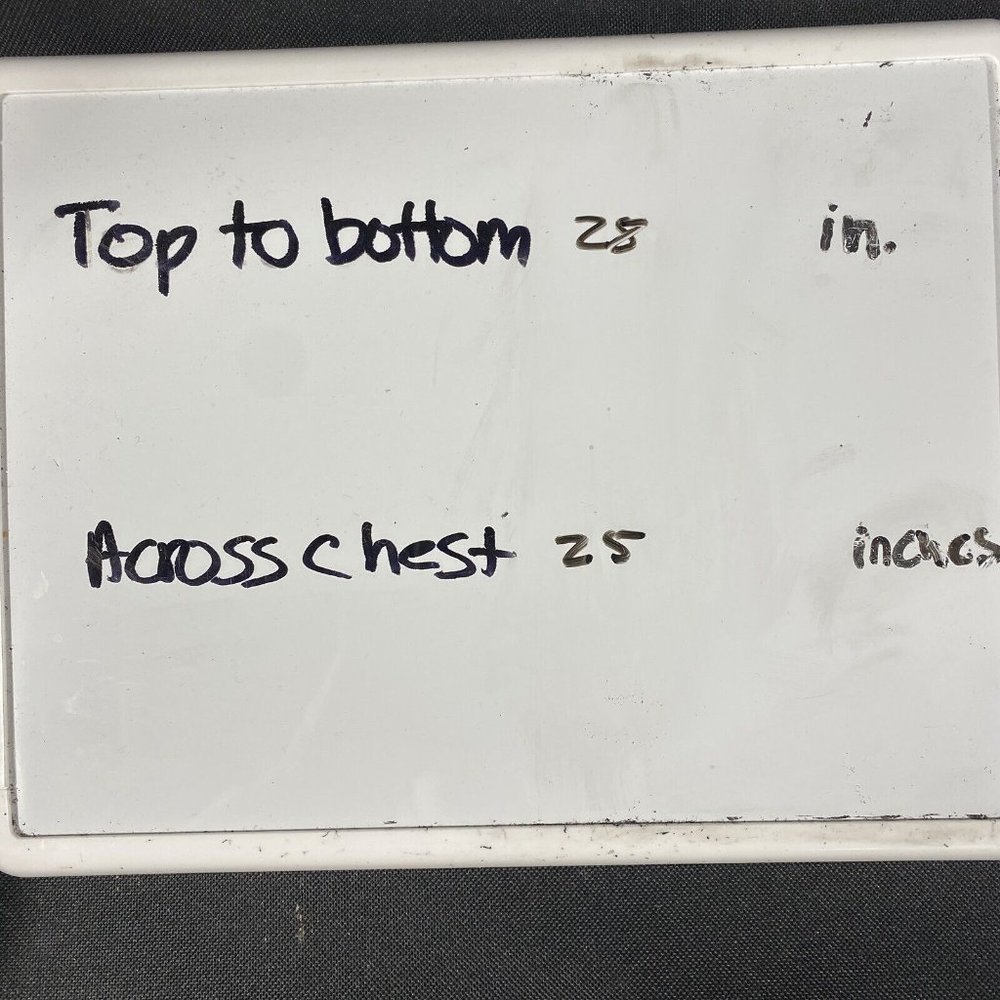 Top to bottom 28 in.
Across chest 25 inches